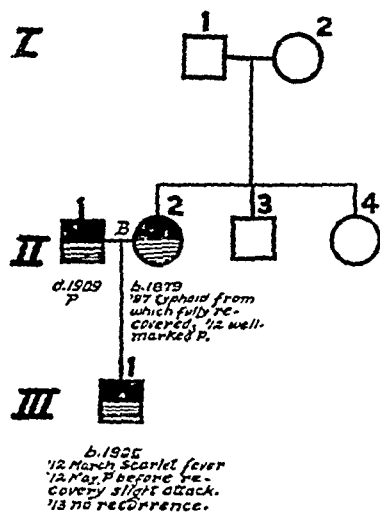 I
1 2
1 B 2 3 4
II
d.1909
P
b.1879
'97 typhoid from
which fully re-
covered, '12 well-
marked P.
1
III
b.1905
'12 March Scarlet fever
'12 May, P before re-
covery slight attack.
'13 no recurrence.